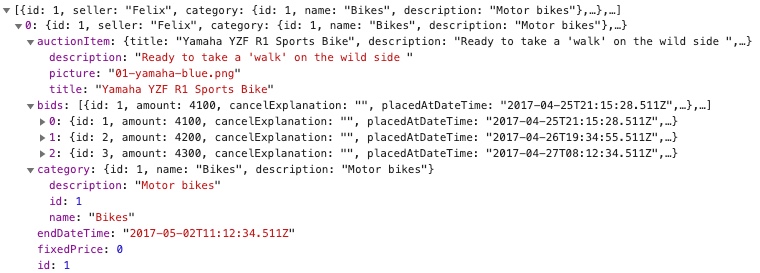 [{id: 1, seller: "Felix", category: {id: 1, name: "Bikes", description: "Motor bikes"},…},…]
0: {id: 1, seller: "Felix", category: {id: 1, name: "Bikes", description: "Motor bikes"},…}
auctionItem: {title: "Yamaha YZF R1 Sports Bike", description: "Ready to take a 'walk' on the wild side ",…}
description: "Ready to take a 'walk' on the wild side "
picture: "01-yamaha-blue.png"
title: "Yamaha YZF R1 Sports Bike"
bids: [{id: 1, amount: 4100, cancelExplanation: "", placedAtDateTime: "2017-04-25T21:15:28.511Z",…},…]
0: {id: 1, amount: 4100, cancelExplanation: "", placedAtDateTime: "2017-04-25T21:15:28.511Z",…}
1: {id: 2, amount: 4200, cancelExplanation: "", placedAtDateTime: "2017-04-26T19:34:55.511Z",…}
2: {id: 3, amount: 4300, cancelExplanation: "", placedAtDateTime: "2017-04-27T08:12:34.511Z",…}
category: {id: 1, name: "Bikes", description: "Motor bikes"}
description: "Motor bikes"
id: 1
name: "Bikes"
endDateTime: "2017-05-02T11:12:34.511Z"
fixedPrice: 0
id: 1